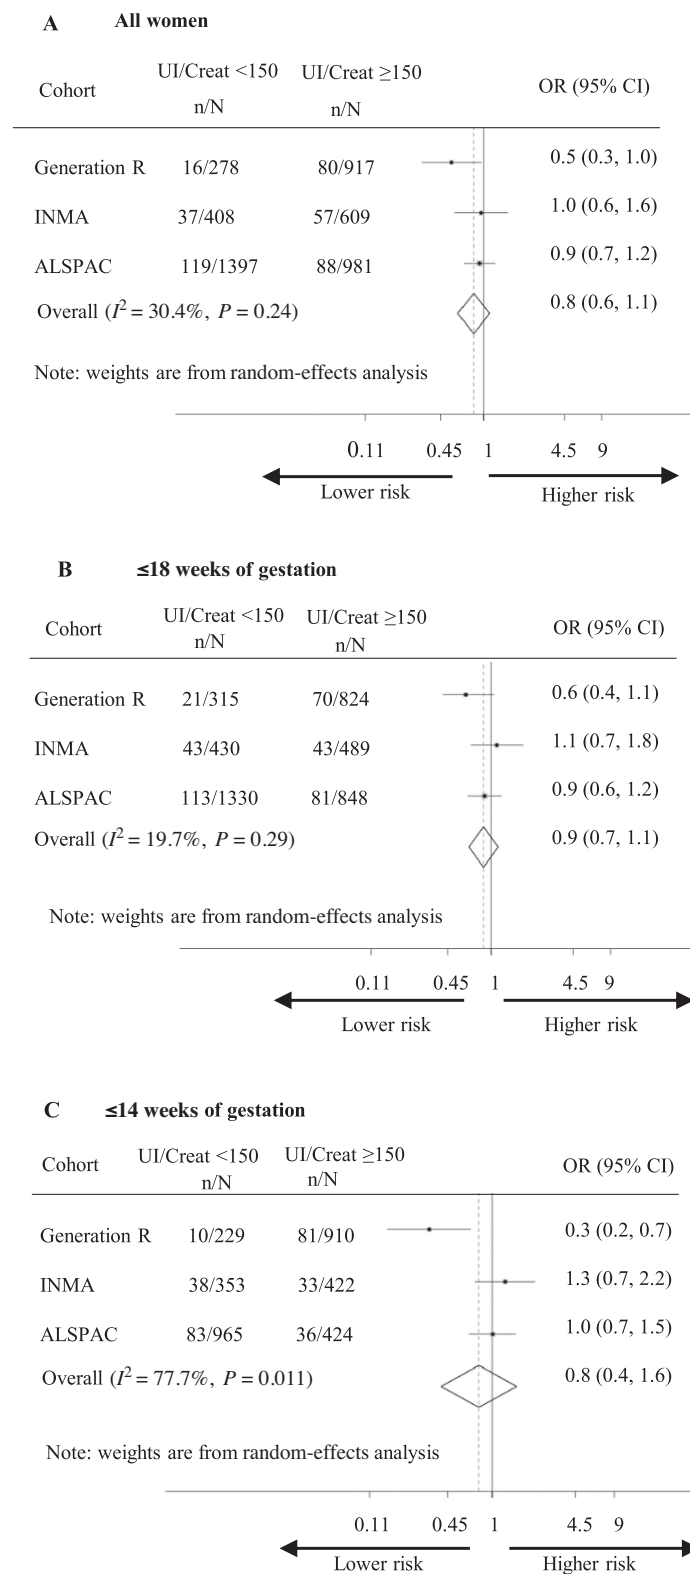 A All women
Cohort UI/Creat <150 n/N UI/Creat ≥150 n/N OR (95% CI)
Generation R 16/278 80/917 0.5 (0.3, 1.0)
INMA 37/408 57/609 1.0 (0.6, 1.6)
ALSPAC 119/1397 88/981 0.9 (0.7, 1.2)
Overall (I² = 30.4%, P = 0.24) 0.8 (0.6, 1.1)
Note: weights are from random-effects analysis
0.11 0.45 1 4.5 9
Lower risk Higher risk
B ≤18 weeks of gestation
Cohort UI/Creat <150 n/N UI/Creat ≥150 n/N OR (95% CI)
Generation R 21/315 70/824 0.6 (0.4, 1.1)
INMA 43/430 43/489 1.1 (0.7, 1.8)
ALSPAC 113/1330 81/848 0.9 (0.6, 1.2)
Overall (I² = 19.7%, P = 0.29) 0.9 (0.7, 1.1)
Note: weights are from random-effects analysis
0.11 0.45 1 4.5 9
Lower risk Higher risk
C ≤14 weeks of gestation
Cohort UI/Creat <150 n/N UI/Creat ≥150 n/N OR (95% CI)
Generation R 10/229 81/910 0.3 (0.2, 0.7)
INMA 38/353 33/422 1.3 (0.7, 2.2)
ALSPAC 83/965 36/424 1.0 (0.7, 1.5)
Overall (I² = 77.7%, P = 0.011) 0.8 (0.4, 1.6)
Note: weights are from random-effects analysis
0.11 0.45 1 4.5 9
Lower risk Higher risk